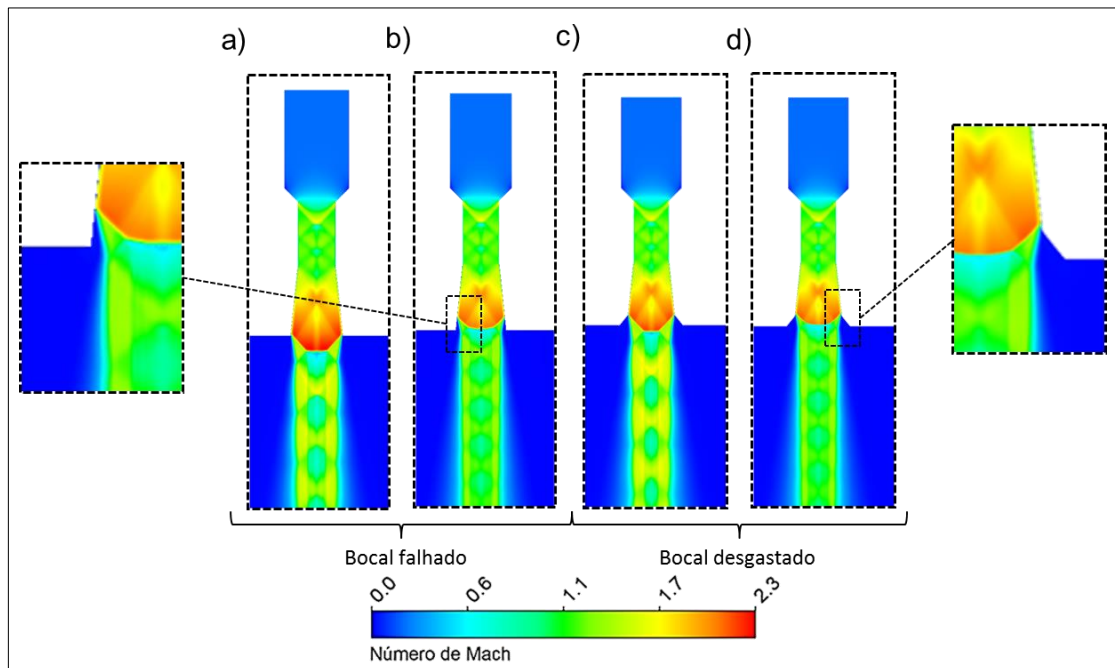 a)
b)
c)
d)
Bocal falhado
Bocal desgastado
0.0
0.6
1.1
1.7
2.3
Número de Mach